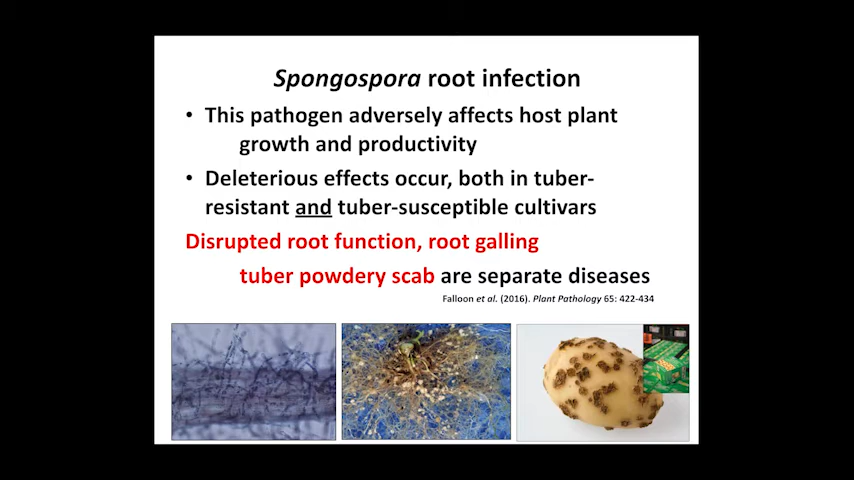 Spongospora root infection
• This pathogen adversely affects host plant
growth and productivity
• Deleterious effects occur, both in tuber-
resistant and tuber-susceptible cultivars
Disrupted root function, root galling
tuber powdery scab are separate diseases
Falloon et al. (2016). Plant Pathology 65: 422-434